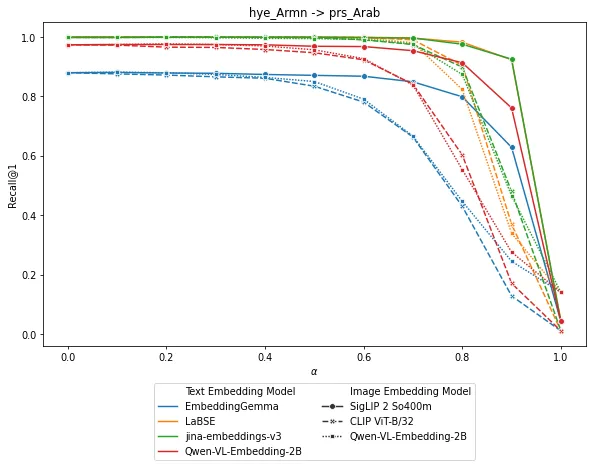 hye_Armn -> prs_Arab
Recall@1
1.0
0.8
0.6
0.4
0.2
0.0
0.0 0.2 0.4 0.6 0.8 1.0
α
Text Embedding Model
EmbeddingGemma
LaBSE
jina-embeddings-v3
Qwen-VL-Embedding-2B
Image Embedding Model
SigLIP 2 So400m
CLIP ViT-B/32
Qwen-VL-Embedding-2B